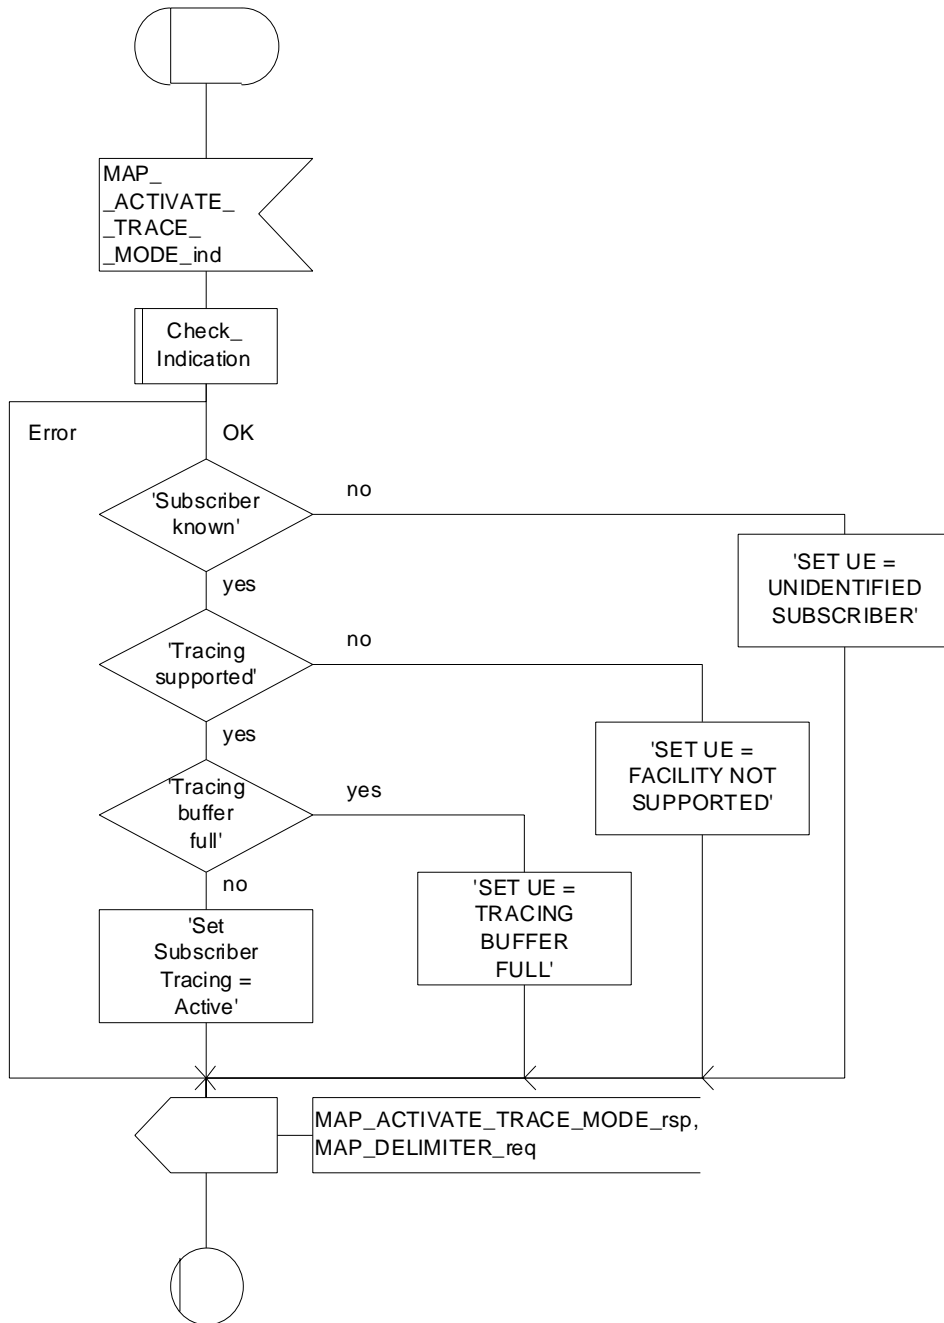 MAP_
_ACTIVATE_
_TRACE_
_MODE_ind
Check_
Indication
Error
OK
'Subscriber
known'
no
'SET UE =
UNIDENTIFIED
SUBSCRIBER'
yes
'Tracing
supported'
no
'SET UE =
FACILITY NOT
SUPPORTED'
yes
'Tracing
buffer
full'
yes
'SET UE =
TRACING
BUFFER
FULL'
no
'Set
Subscriber
Tracing =
Active'
MAP_ACTIVATE_TRACE_MODE_rsp,
MAP_DELIMITER_req